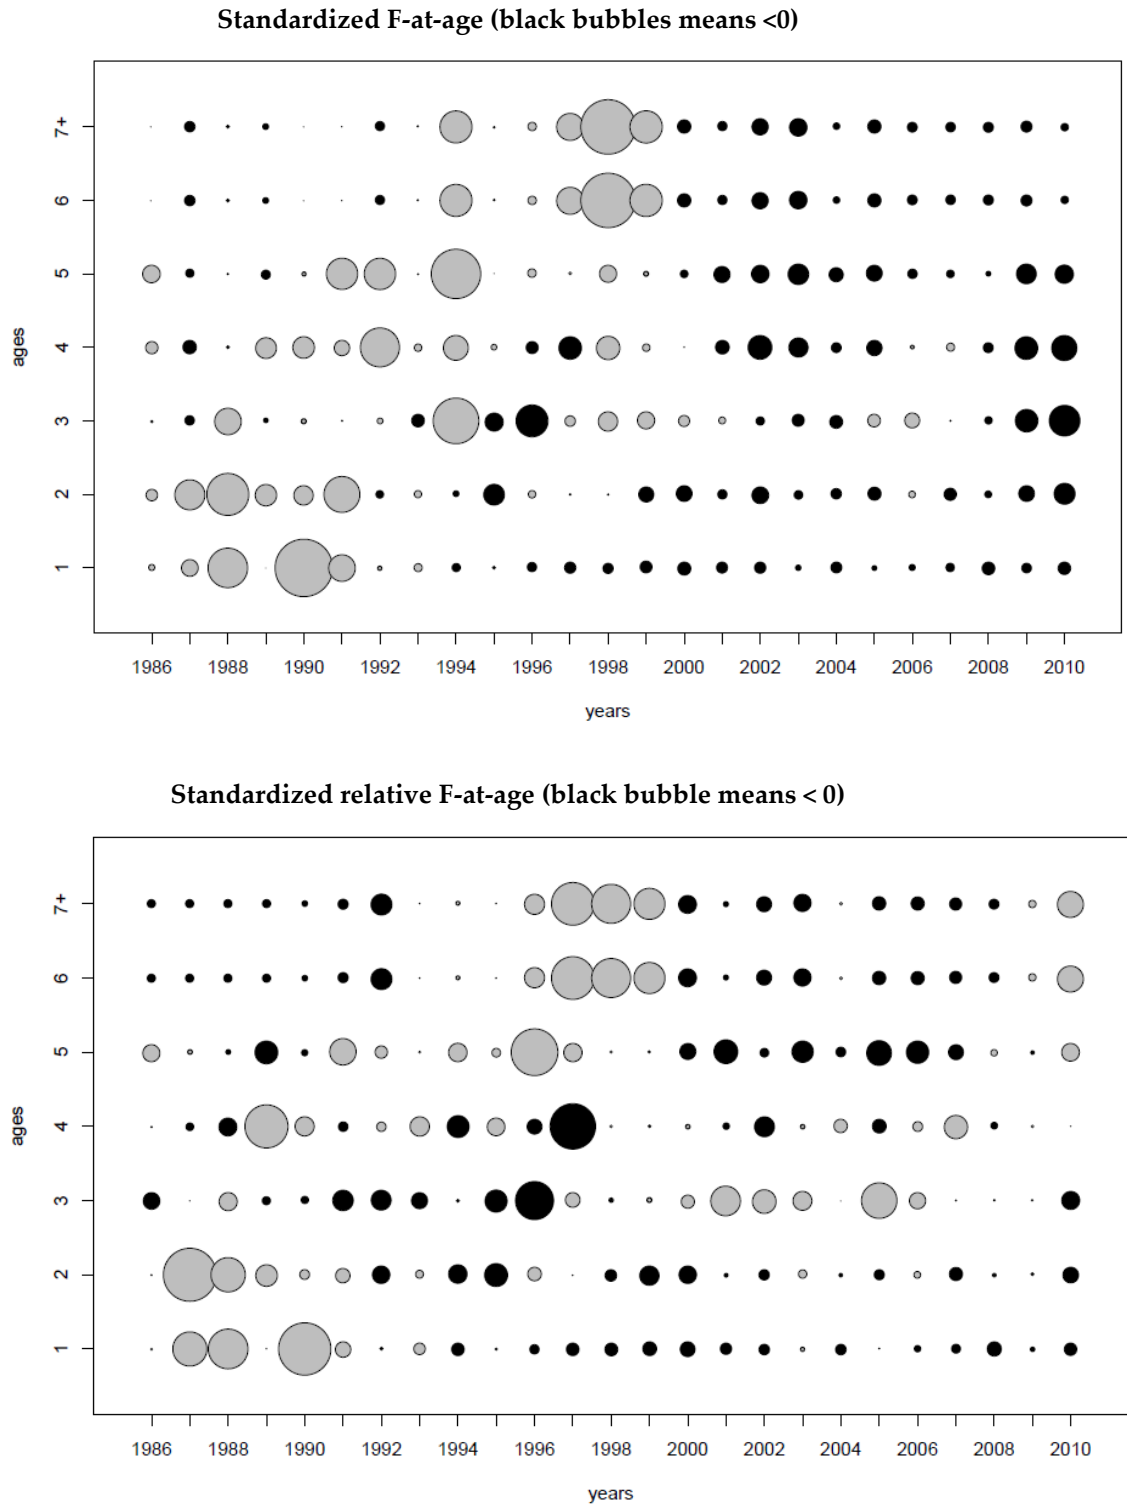 Standardized F-at-age (black bubbles means <0)
7+
6
5
4
3
2
1
ages
1986 1988 1990 1992 1994 1996 1998 2000 2002 2004 2006 2008 2010
years
Standardized relative F-at-age (black bubble means < 0)
7+
6
5
4
3
2
1
ages
1986 1988 1990 1992 1994 1996 1998 2000 2002 2004 2006 2008 2010
years